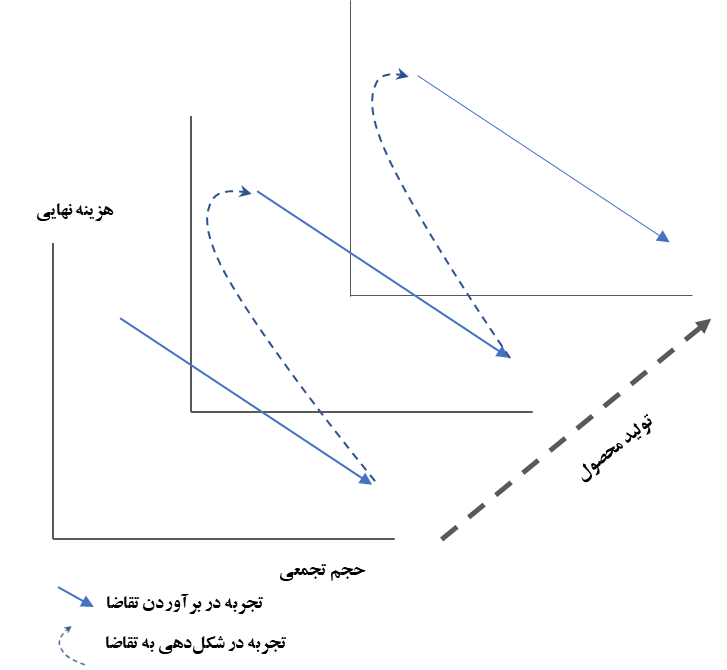 هزینه نهایی
تولید محصول
حجم تجمعی
تجربه در برآوردن تقاضا
تجربه در شکل‌دهی به تقاضا